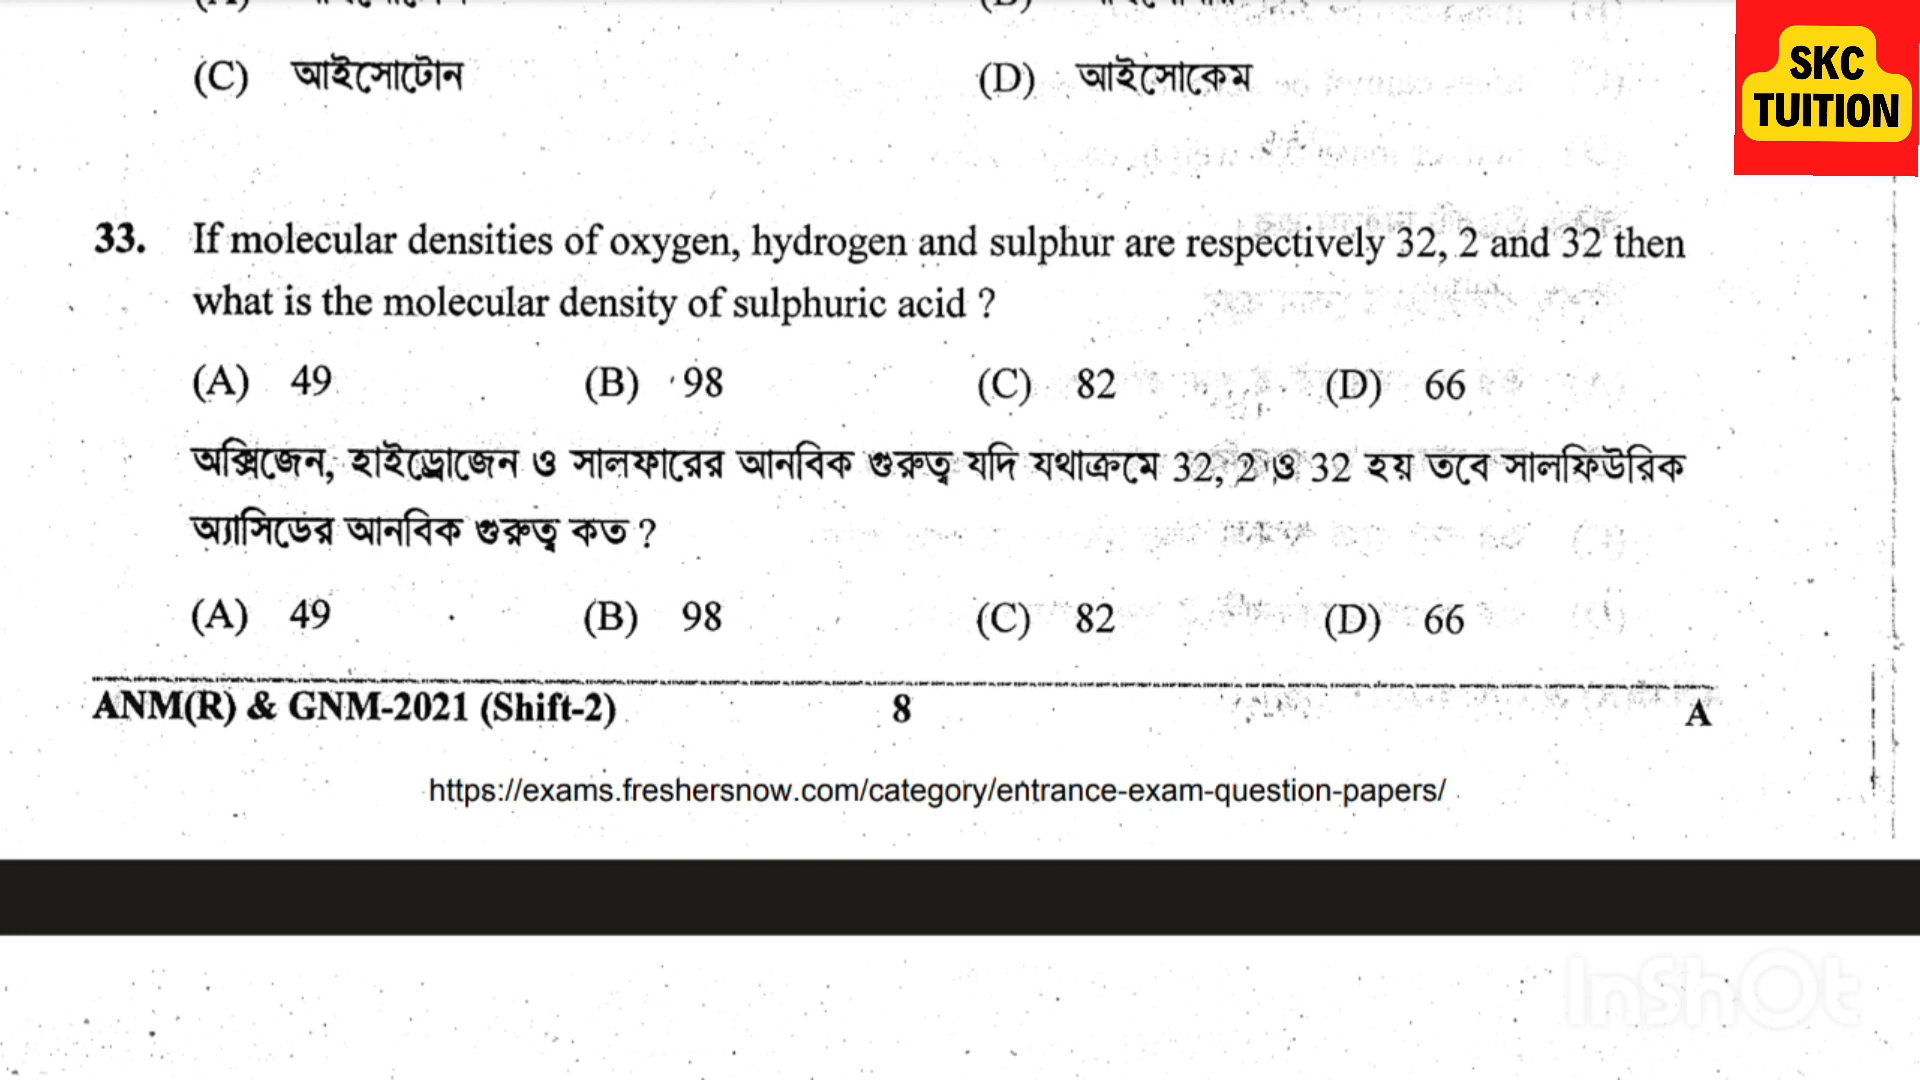 (C) আইসোটোন (D) আইসোকেম
SKC
TUITION
33. If molecular densities of oxygen, hydrogen and sulphur are respectively 32, 2 and 32 then
what is the molecular density of sulphuric acid ?
(A) 49 (B) 98 (C) 82 (D) 66
অক্সিজেন, হাইড্রোজেন ও সালফারের আনবিক গুরুত্ব যদি যথাক্রমে 32, 2 ও 32 হয় তবে সালফিউরিক
অ্যাসিডের আনবিক গুরুত্ব কত ?
(A) 49 (B) 98 (C) 82 (D) 66
ANM(R) & GNM-2021 (Shift-2) 8 A
https://exams.freshersnow.com/category/entrance-exam-question-papers/
InShOt